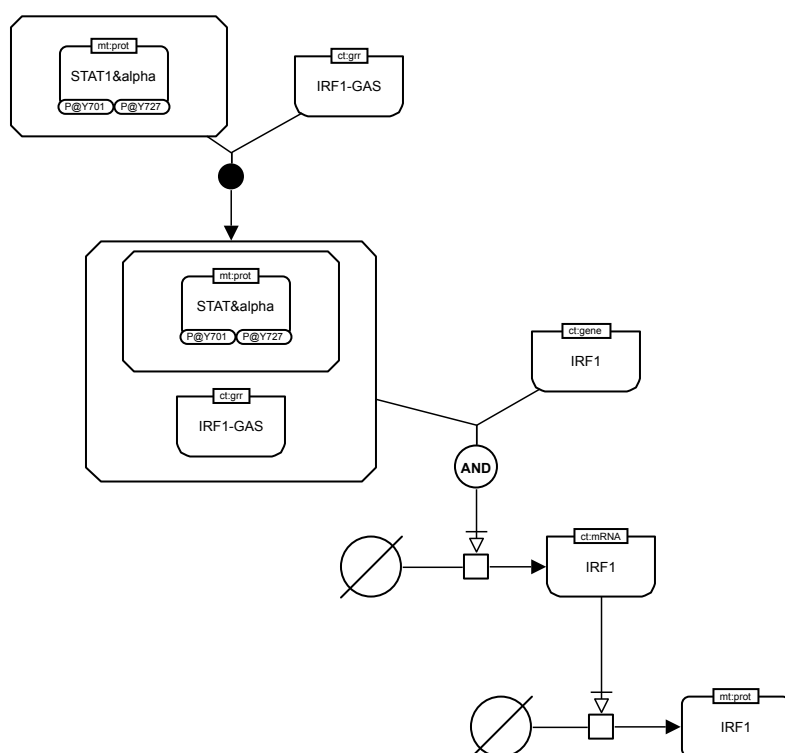 mt:prot
STAT1&alpha
P@Y701 P@Y727
ct:grr
IRF1-GAS
mt:prot
STAT&alpha
P@Y701 P@Y727
ct:grr
IRF1-GAS
ct:gene
IRF1
AND
ct:mRNA
IRF1
mt:prot
IRF1